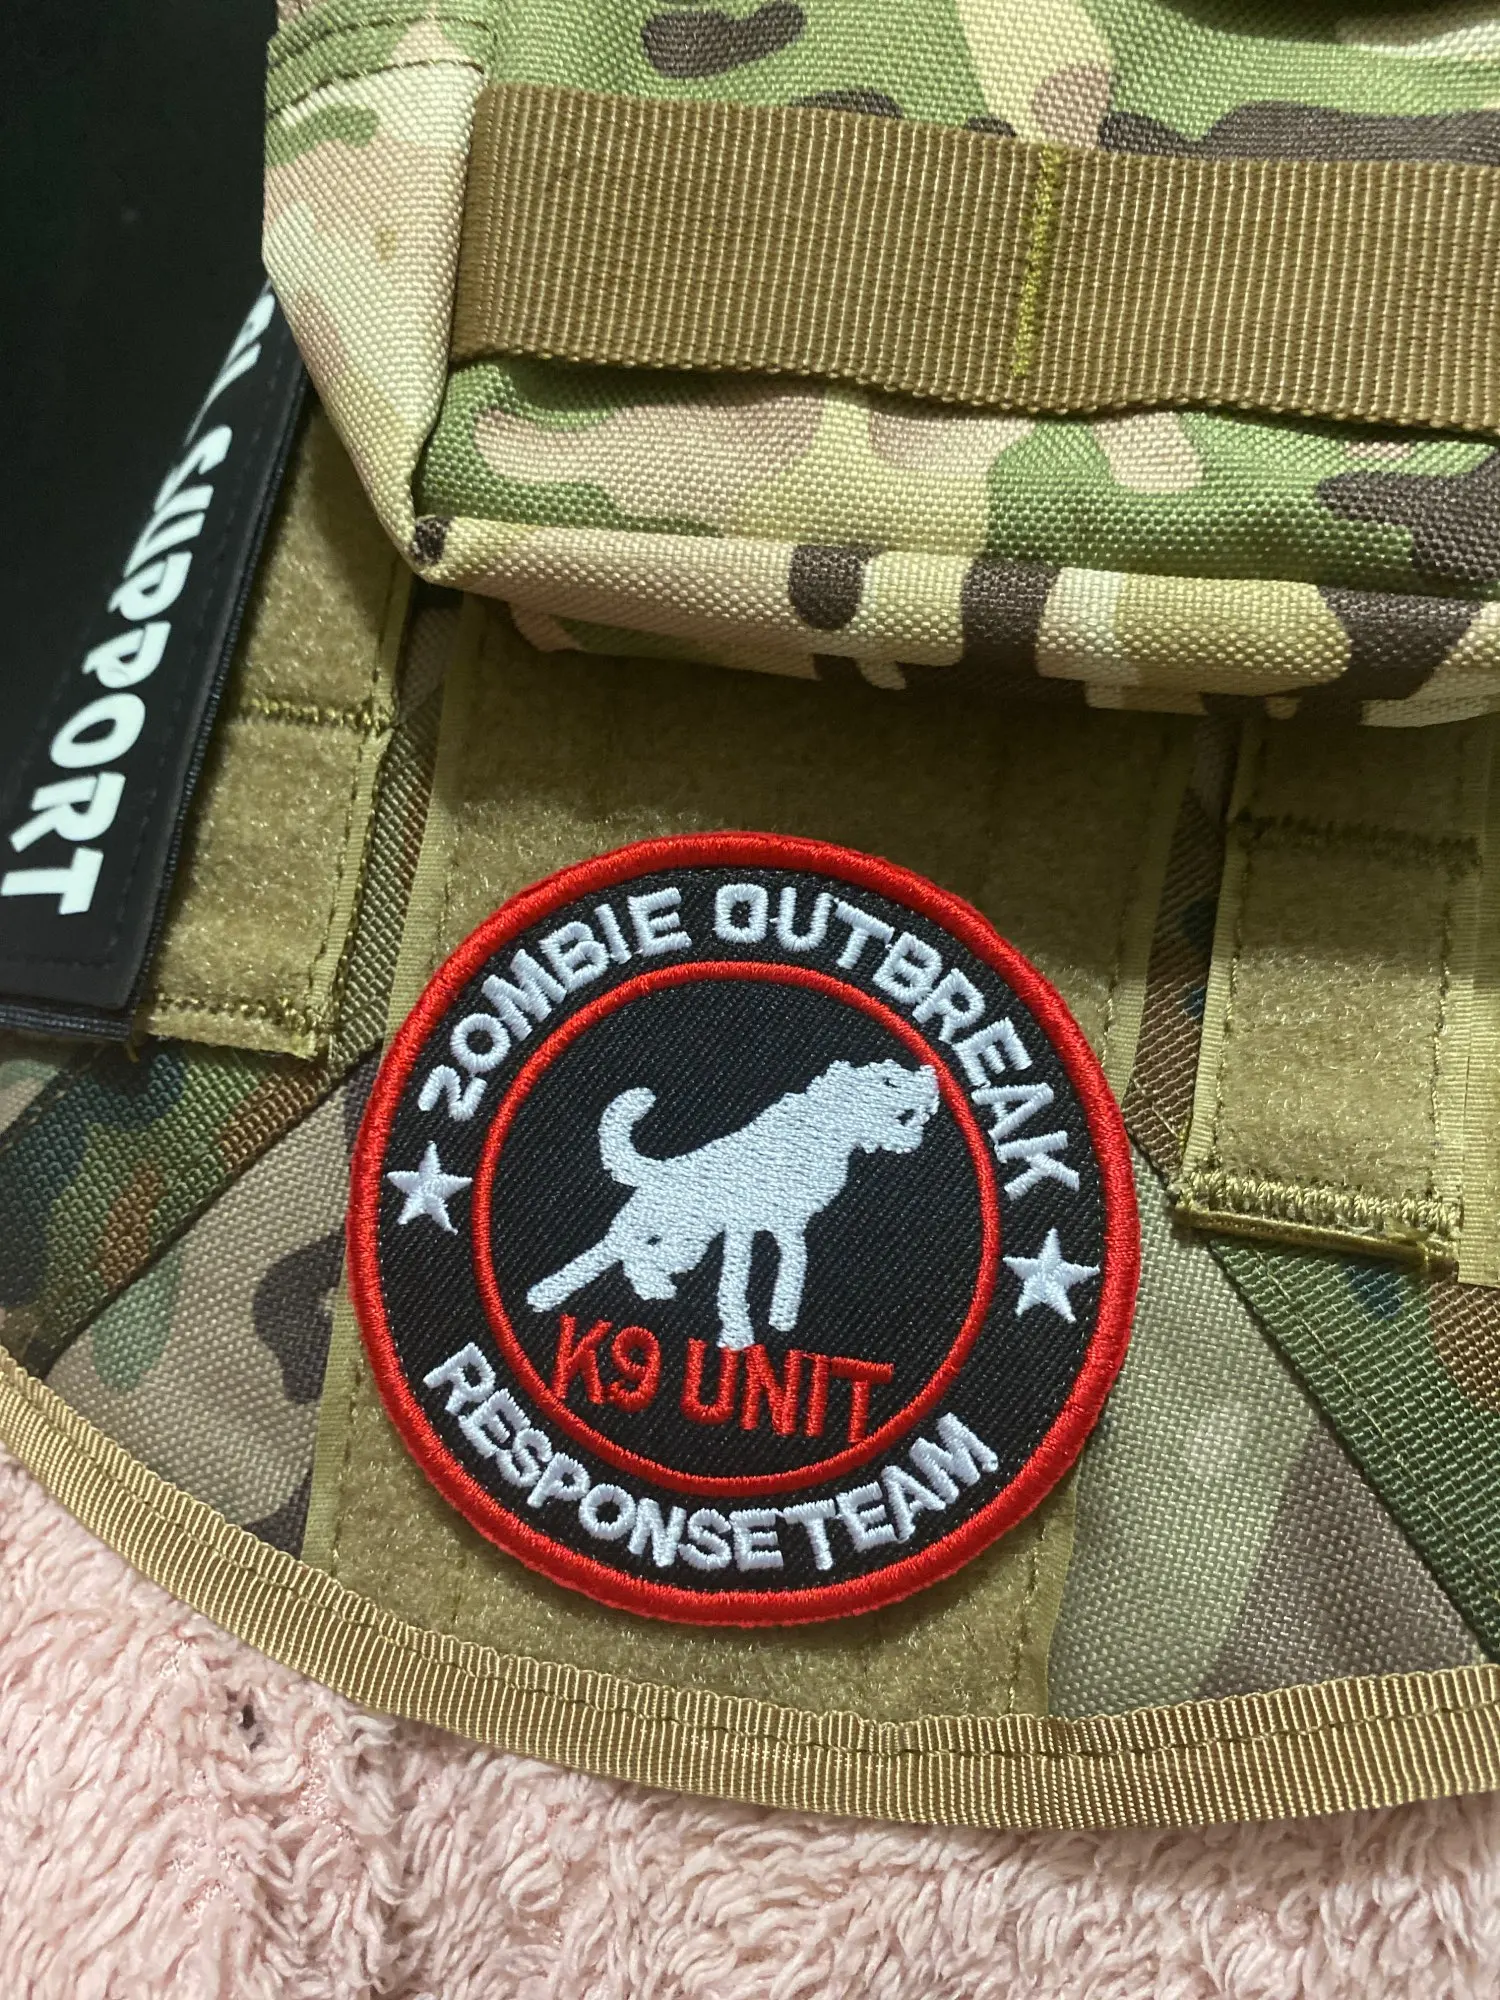 SUPPORT
ZOMBIE OUTBREAK
K9 UNIT
RESPONSE TEAM